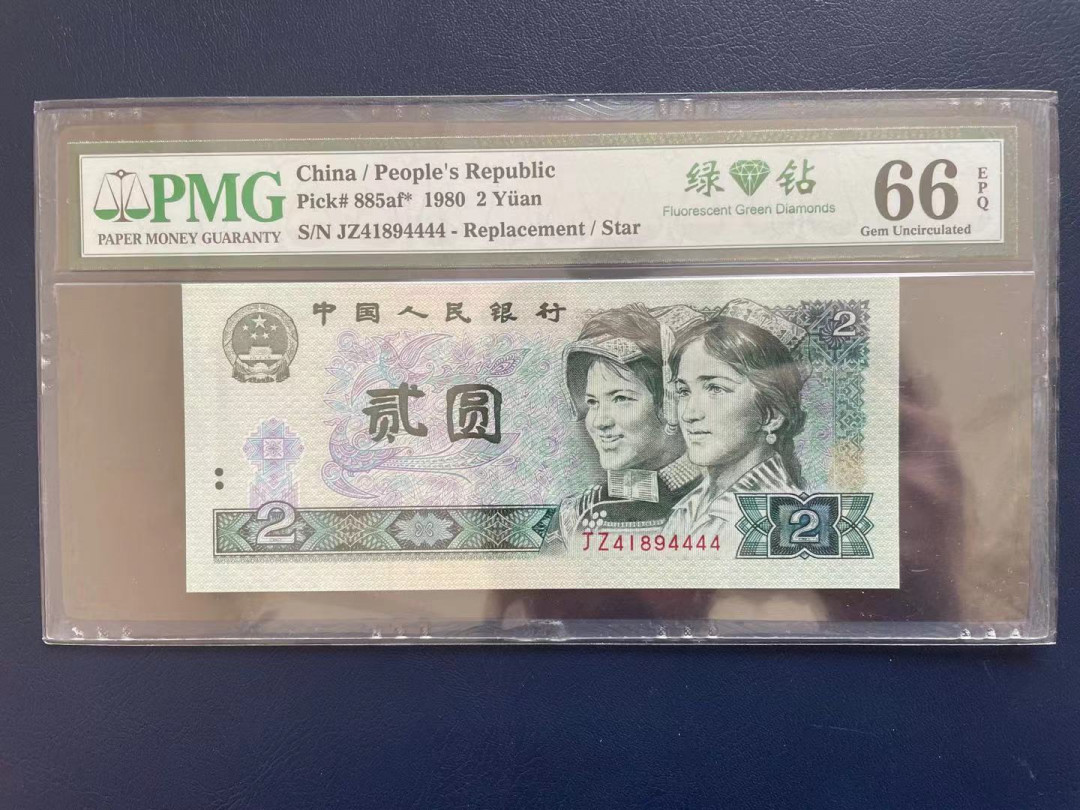 PMG
PAPER MONEY GUARANTY
China / People's Republic
Pick# 885af* 1980 2 Yüan
S/N JZ41894444 - Replacement / Star
绿 钻
Fluorescent Green Diamonds
66
EPQ
Gem Uncirculated
中国人民银行
2
贰圆
2
JZ41894444
2